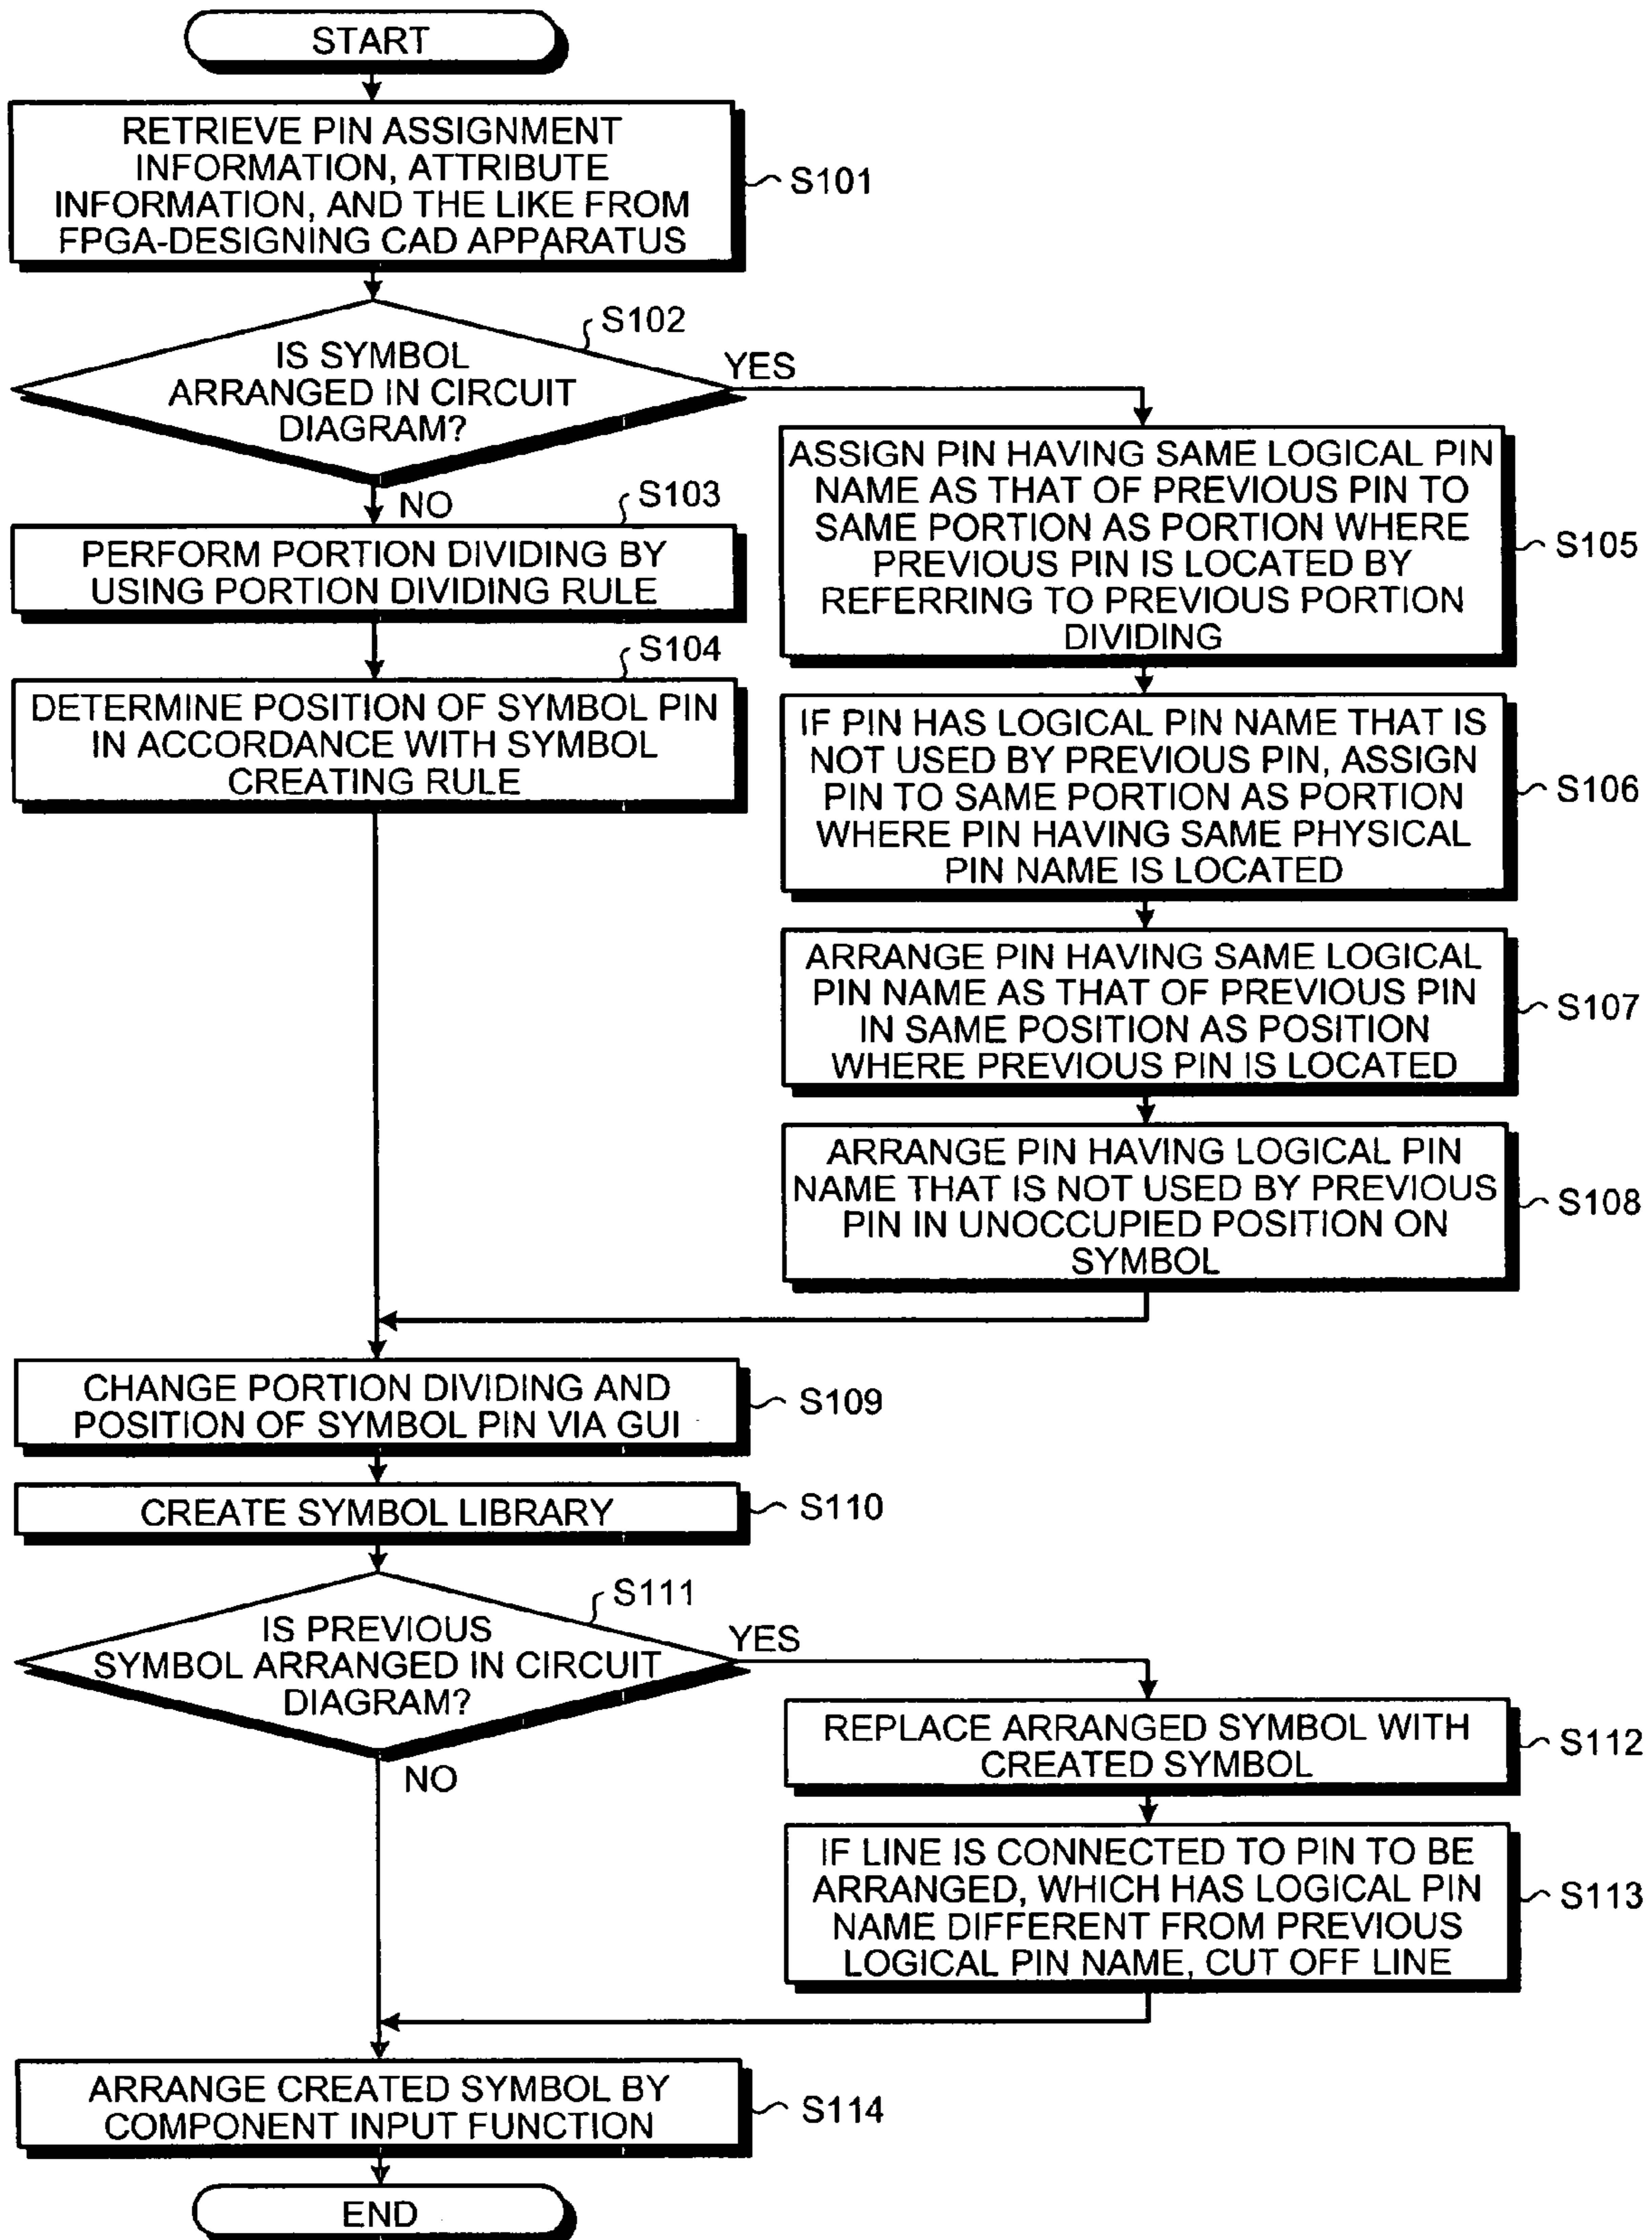 START
RETRIEVE PIN ASSIGNMENT
INFORMATION, ATTRIBUTE
INFORMATION, AND THE LIKE FROM
FPGA-DESIGNING CAD APPARATUS
S101
S102
IS SYMBOL
ARRANGED IN CIRCUIT
DIAGRAM?
YES
NO
S103
PERFORM PORTION DIVIDING BY
USING PORTION DIVIDING RULE
S104
DETERMINE POSITION OF SYMBOL PIN
IN ACCORDANCE WITH SYMBOL
CREATING RULE
ASSIGN PIN HAVING SAME LOGICAL PIN
NAME AS THAT OF PREVIOUS PIN TO
SAME PORTION AS PORTION WHERE
PREVIOUS PIN IS LOCATED BY
REFERRING TO PREVIOUS PORTION
DIVIDING
S105
IF PIN HAS LOGICAL PIN NAME THAT IS
NOT USED BY PREVIOUS PIN, ASSIGN
PIN TO SAME PORTION AS PORTION
WHERE PIN HAVING SAME PHYSICAL
PIN NAME IS LOCATED
S106
ARRANGE PIN HAVING SAME LOGICAL
PIN NAME AS THAT OF PREVIOUS PIN
IN SAME POSITION AS POSITION
WHERE PREVIOUS PIN IS LOCATED
S107
ARRANGE PIN HAVING LOGICAL PIN
NAME THAT IS NOT USED BY PREVIOUS
PIN IN UNOCCUPIED POSITION ON
SYMBOL
S108
CHANGE PORTION DIVIDING AND
POSITION OF SYMBOL PIN VIA GUI
S109
CREATE SYMBOL LIBRARY
S110
S111
IS PREVIOUS
SYMBOL ARRANGED IN CIRCUIT
DIAGRAM?
YES
NO
REPLACE ARRANGED SYMBOL WITH
CREATED SYMBOL
S112
IF LINE IS CONNECTED TO PIN TO BE
ARRANGED, WHICH HAS LOGICAL PIN
NAME DIFFERENT FROM PREVIOUS
LOGICAL PIN NAME, CUT OFF LINE
S113
ARRANGE CREATED SYMBOL BY
COMPONENT INPUT FUNCTION
S114
END